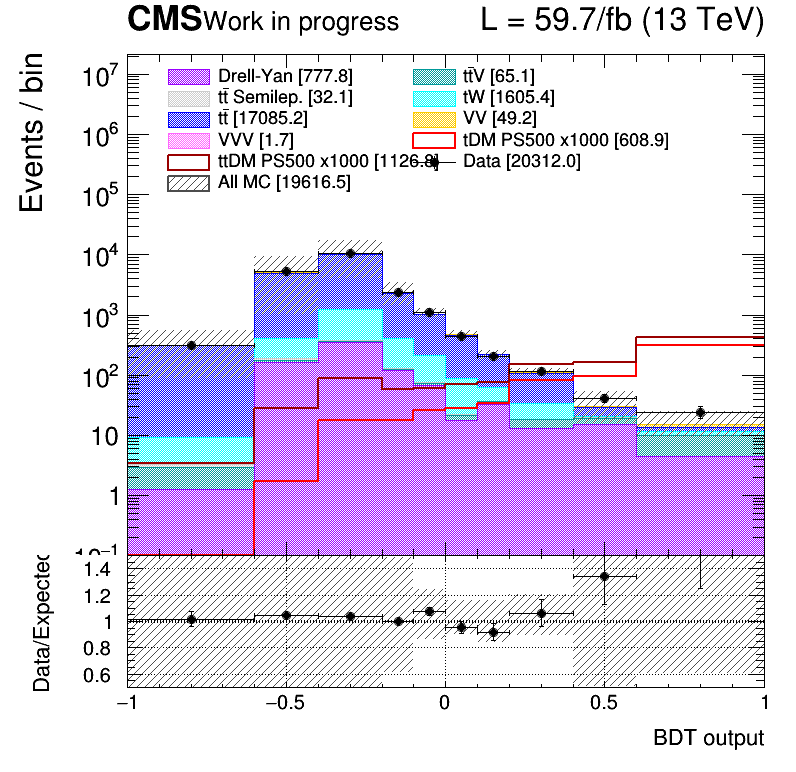 CMS Work in progress L = 59.7/fb (13 TeV)
Events / bin
10⁷
10⁶
10⁵
10⁴
10³
10²
10
1
10⁻¹
Drell-Yan [777.8] tt̄V [65.1]
tt̄ Semilep. [32.1] tW [1605.4]
tt̄ [17085.2] VV [49.2]
VVV [1.7] tDM PS500 x1000 [608.9]
ttDM PS500 x1000 [1126.8] Data [20312.0]
All MC [19616.5]
Data/Expected
1.4
1.2
1
0.8
0.6
−1 −0.5 0 0.5 1
BDT output